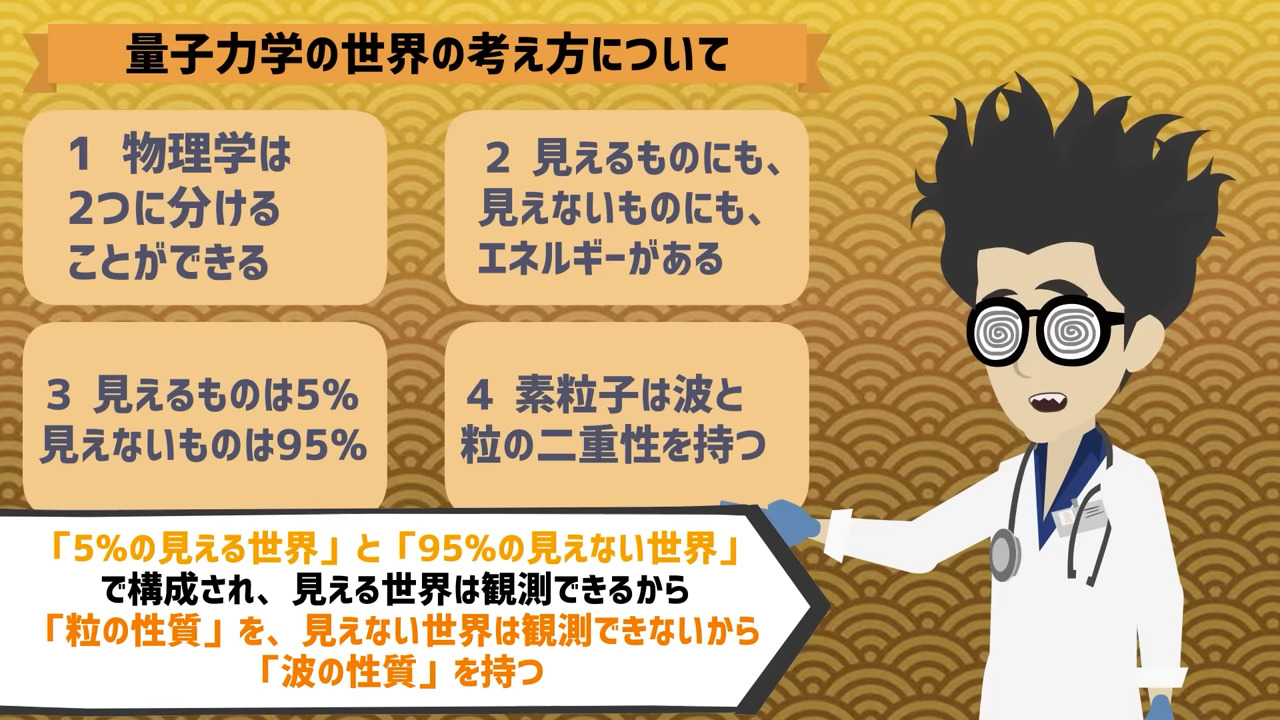 量子力学の世界の考え方について
1 物理学は
2つに分ける
ことができる
2 見えるものにも、
見えないものにも、
エネルギーがある
3 見えるものは5%
見えないものは95%
4 素粒子は波と
粒の二重性を持つ
「5%の見える世界」と「95%の見えない世界」
で構成され、見える世界は観測できるから
「粒の性質」を、見えない世界は観測できないから
「波の性質」を持つ